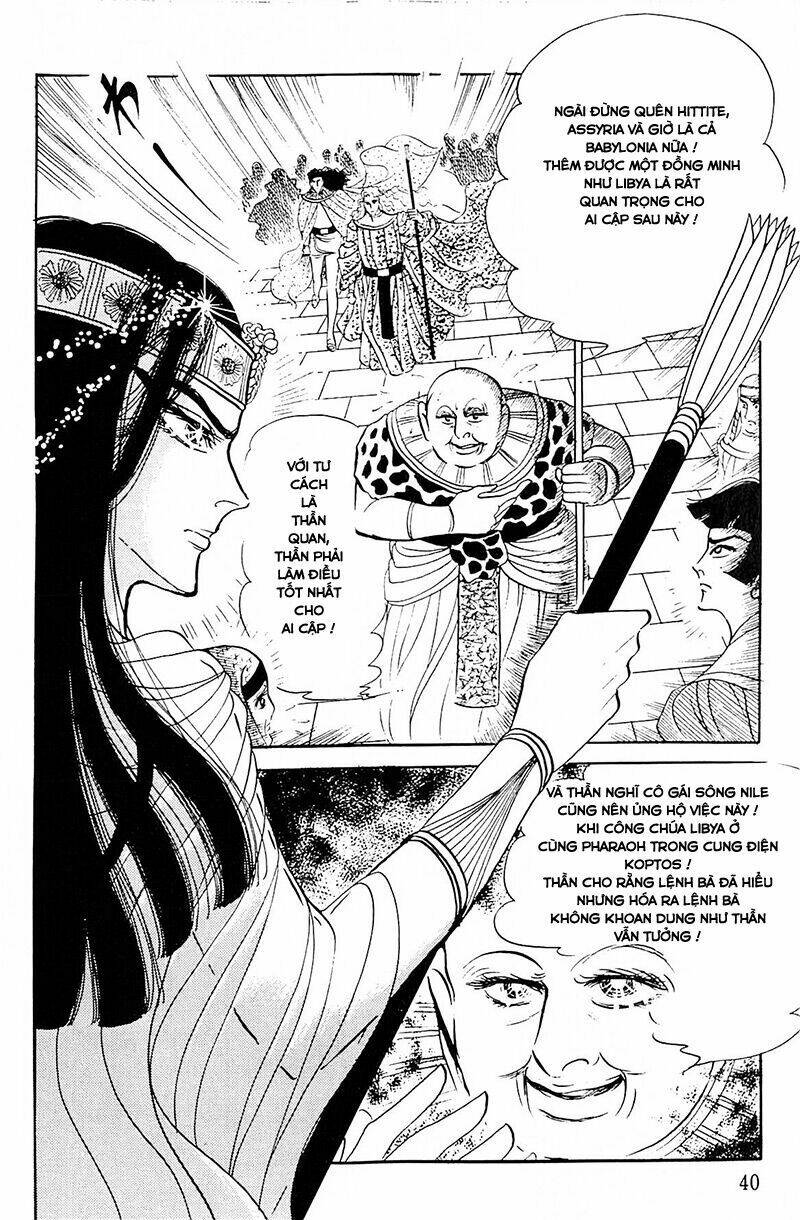 NGÀI ĐỪNG QUÊN HITTITE,
ASSYRIA VÀ GIỜ LÀ CẢ
BABYLONIA NỮA !
THÊM ĐƯỢC MỘT ĐỒNG MINH
NHƯ LIBYA LÀ RẤT
QUAN TRỌNG CHO
AI CẬP SAU NÀY !
VỚI TƯ
CÁCH
LÀ
THẦN
QUAN,
THẦN PHẢI
LÀM ĐIỀU
TỐT NHẤT
CHO
AI CẬP !
VÀ THẦN NGHĨ CÔ GÁI SÔNG NILE
CŨNG NÊN ỦNG HỘ VIỆC NÀY !
KHI CÔNG CHÚA LIBYA Ở
CÙNG PHARAOH TRONG CUNG ĐIỆN
KOPTOS !
THẦN CHO RẰNG LỆNH BÀ ĐÃ HIỂU
NHƯNG HÓA RA LỆNH BÀ
KHÔNG KHOAN DUNG NHƯ THẦN
VẪN TƯỞNG !
40